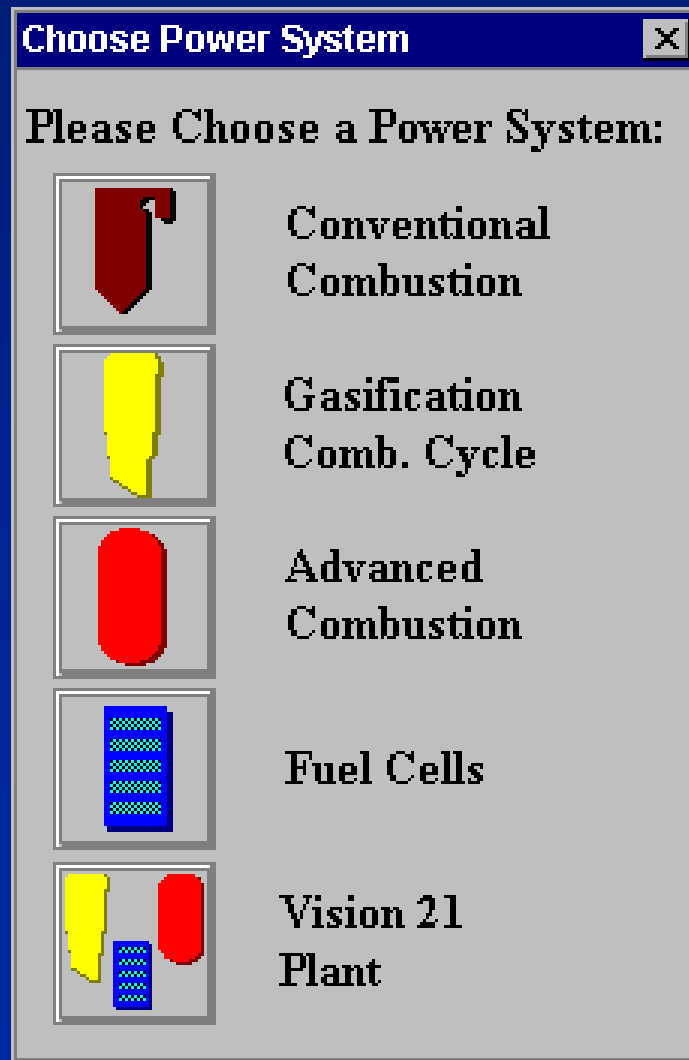 Choose Power System
Please Choose a Power System:
Conventional
Combustion
Gasification
Comb. Cycle
Advanced
Combustion
Fuel Cells
Vision 21
Plant